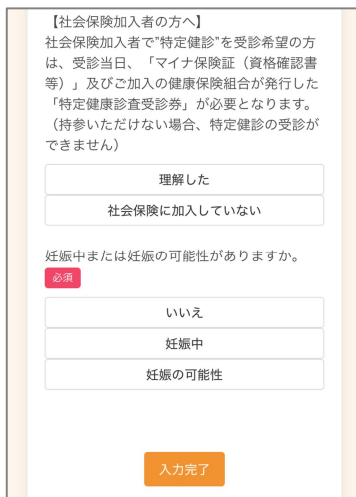 【社会保険加入者の方へ】
社会保険加入者で"特定健診"を受診希望の方
は、受診当日、「マイナ保険証（資格確認書
等）」及びご加入の健康保険組合が発行した
「特定健康診査受診券」が必要となります。
（持参いただけない場合、特定健診の受診が
できません）
理解した
社会保険に加入していない
妊娠中または妊娠の可能性がありますか。
必須
いいえ
妊娠中
妊娠の可能性
入力完了